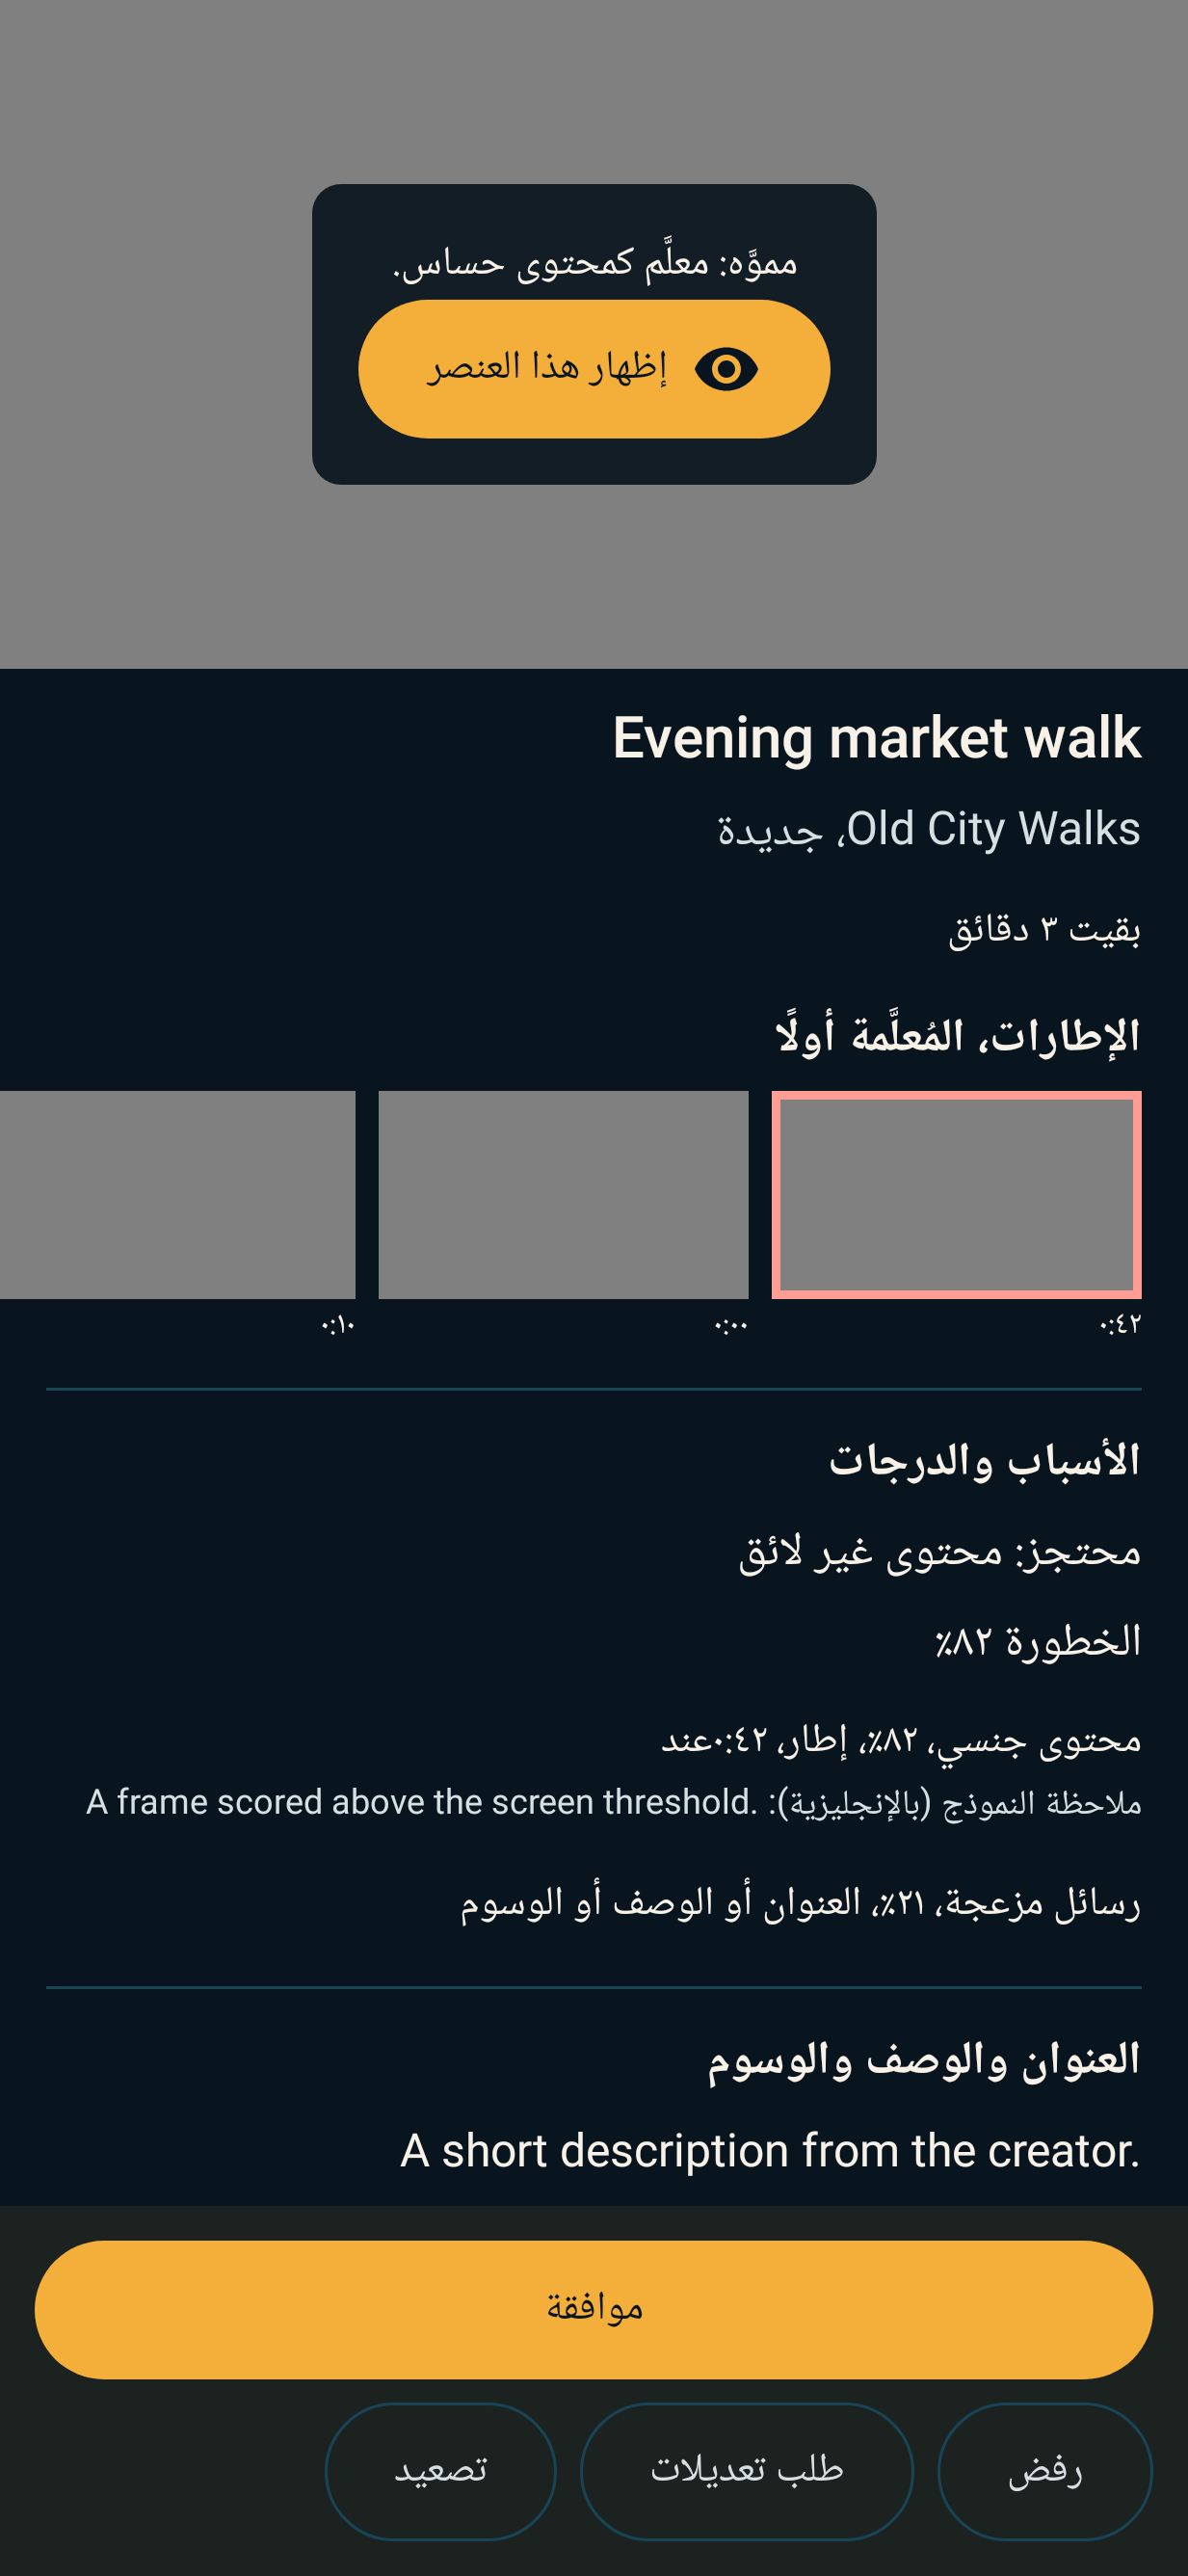 مموَّه: معلَّم كمحتوى حساس.
إظهار هذا العنصر
Evening market walk
Old City Walks، جديدة
بقيت ٣ دقائق
الإطارات، المُعلَّمة أولًا
٠:٤٢
٠:٠٠
٠:١٠
الأسباب والدرجات
محتجز: محتوى غير لائق
الخطورة ٨٢٪
محتوى جنسي، ٨٢٪، إطار، ٠:٤٢عند
ملاحظة النموذج (بالإنجليزية): A frame scored above the screen threshold.
رسائل مزعجة، ٢١٪، العنوان أو الوصف أو الوسوم
العنوان والوصف والوسوم
A short description from the creator.
موافقة
رفض
طلب تعديلات
تصعيد